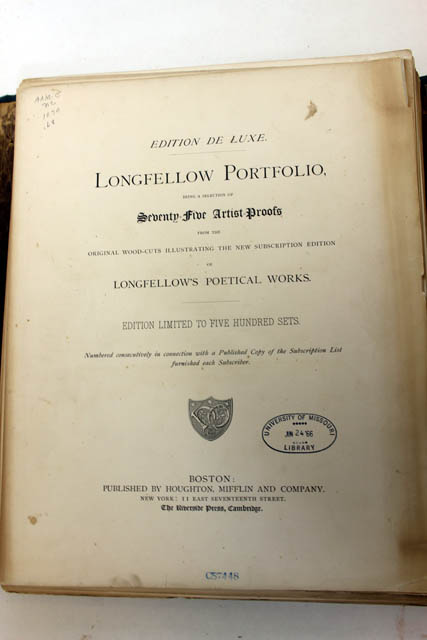 EDITION DE LUXE.
LONGFELLOW PORTFOLIO,
BEING A SELECTION OF
Seventy-Five Artist Proofs
FROM THE
ORIGINAL WOOD-CUTS ILLUSTRATING THE NEW SUBSCRIPTION EDITION
OF
LONGFELLOW'S POETICAL WORKS.
EDITION LIMITED TO FIVE HUNDRED SETS.
Numbered consecutively in connection with a Published Copy of the Subscription List
furnished each Subscriber.
UNIVERSITY OF MISSOURI
JUN 24 '66
LIBRARY
BOSTON:
PUBLISHED BY HOUGHTON, MIFFLIN AND COMPANY.
NEW YORK: 11 EAST SEVENTEENTH STREET.
The Riverside Press, Cambridge.
C57448